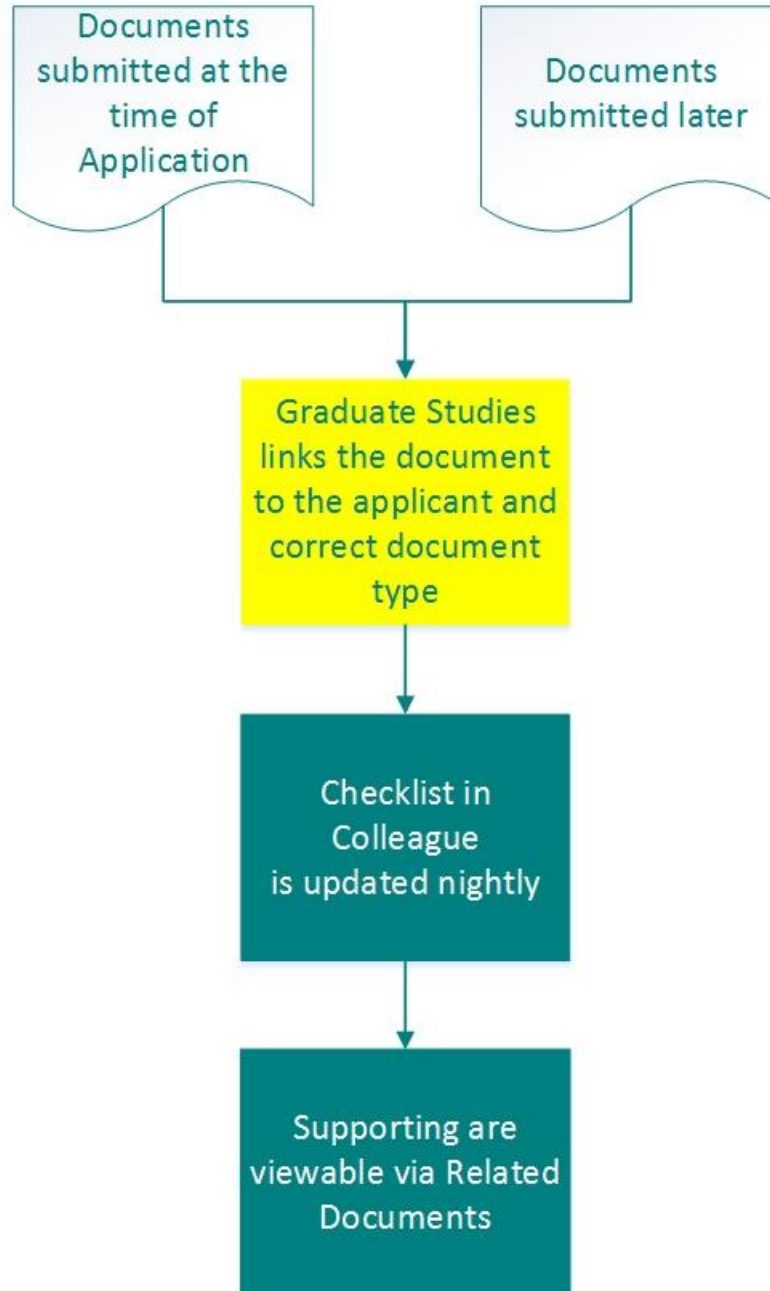 Documents
submitted at the
time of
Application
Documents
submitted later
Graduate Studies
links the document
to the applicant and
correct document
type
Checklist in
Colleague
is updated nightly
Supporting are
viewable via Related
Documents